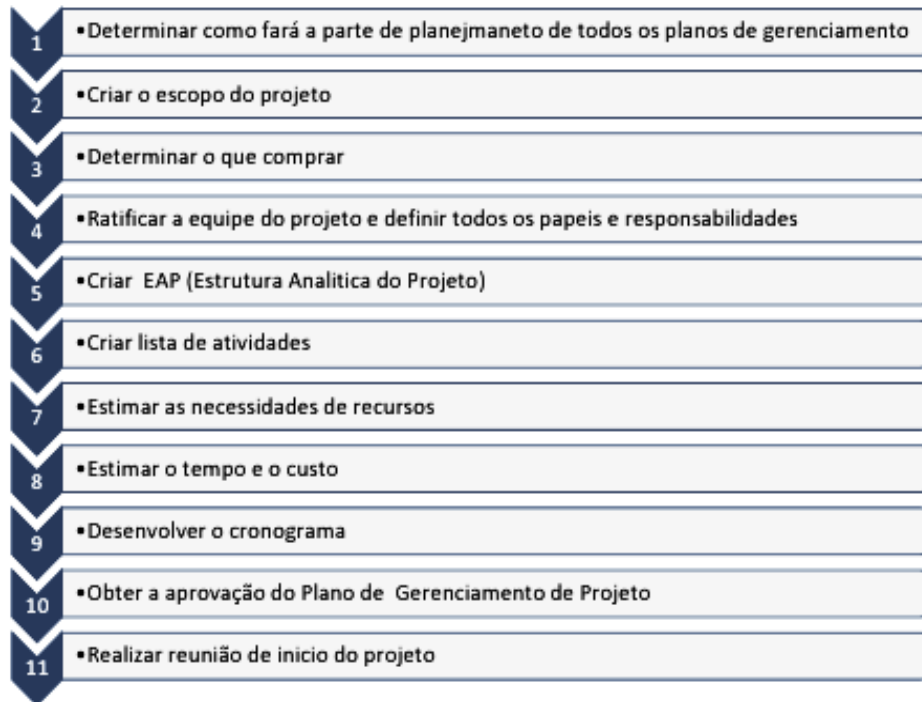 1 •Determinar como fará a parte de planejmaneto de todos os planos de gerenciamento
2 •Criar o escopo do projeto
3 •Determinar o que comprar
4 •Ratificar a equipe do projeto e definir todos os papeis e responsabilidades
5 •Criar EAP (Estrutura Analitica do Projeto)
6 •Criar lista de atividades
7 •Estimar as necessidades de recursos
8 •Estimar o tempo e o custo
9 •Desenvolver o cronograma
10 •Obter a aprovação do Plano de Gerenciamento de Projeto
11 •Realizar reunião de inicio do projeto